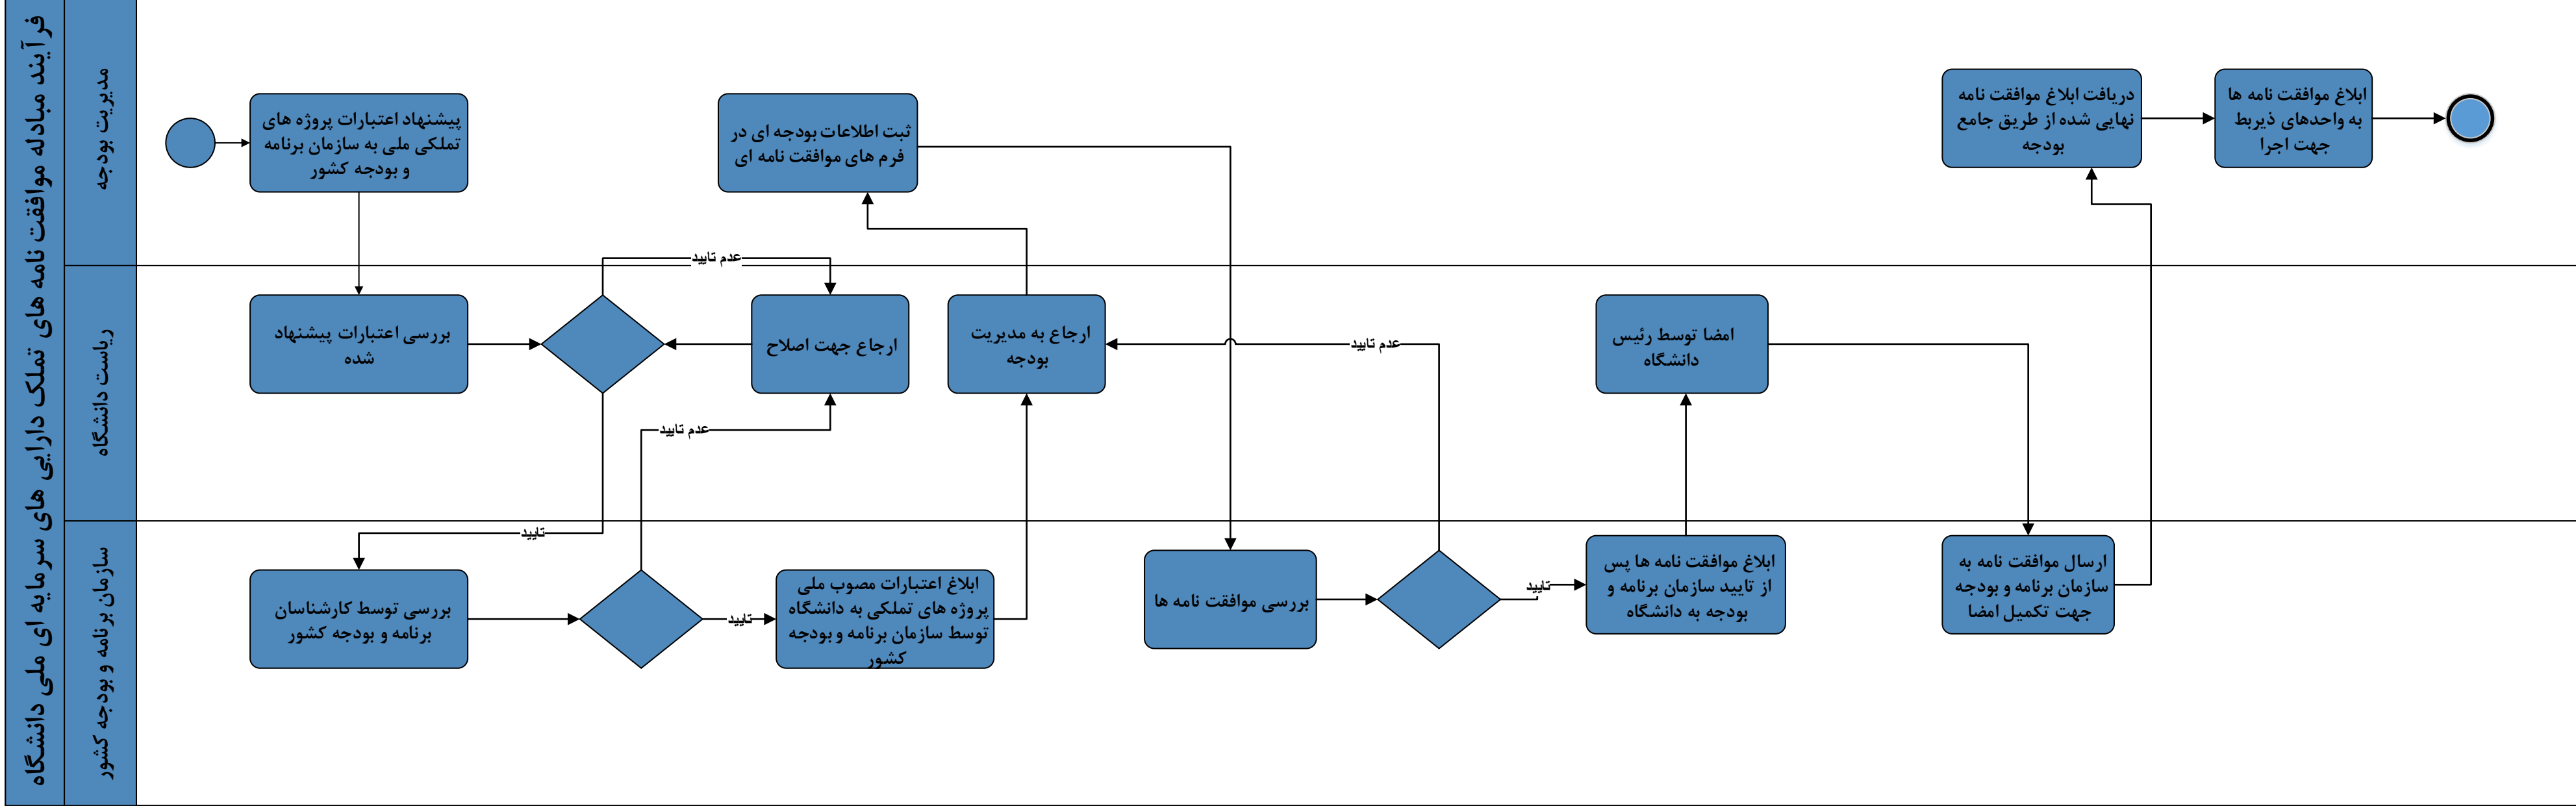 فرآیند مبادله موافقت نامه های تملک دارایی های سرمایه ای ملی دانشگاه
مدیریت بودجه
پیشنهاد اعتبارات پروژه های
تملکی ملی به سازمان برنامه
و بودجه کشور
ثبت اطلاعات بودجه ای در
فرم های موافقت نامه ای
دریافت ابلاغ موافقت نامه
نهایی شده از طریق جامع
بودجه
ابلاغ موافقت نامه ها
به واحدهای ذیربط
جهت اجرا
ریاست دانشگاه
عدم تایید
بررسی اعتبارات پیشنهاد
شده
ارجاع جهت اصلاح
ارجاع به مدیریت
بودجه
عدم تایید
امضا توسط رئیس
دانشگاه
عدم تایید
سازمان برنامه و بودجه کشور
تایید
بررسی توسط کارشناسان
برنامه و بودجه کشور
تایید
ابلاغ اعتبارات مصوب ملی
پروژه های تملکی به دانشگاه
توسط سازمان برنامه و بودجه
کشور
بررسی موافقت نامه ها
تایید
ابلاغ موافقت نامه ها پس
از تایید سازمان برنامه و
بودجه به دانشگاه
ارسال موافقت نامه به
سازمان برنامه و بودجه
جهت تکمیل امضا